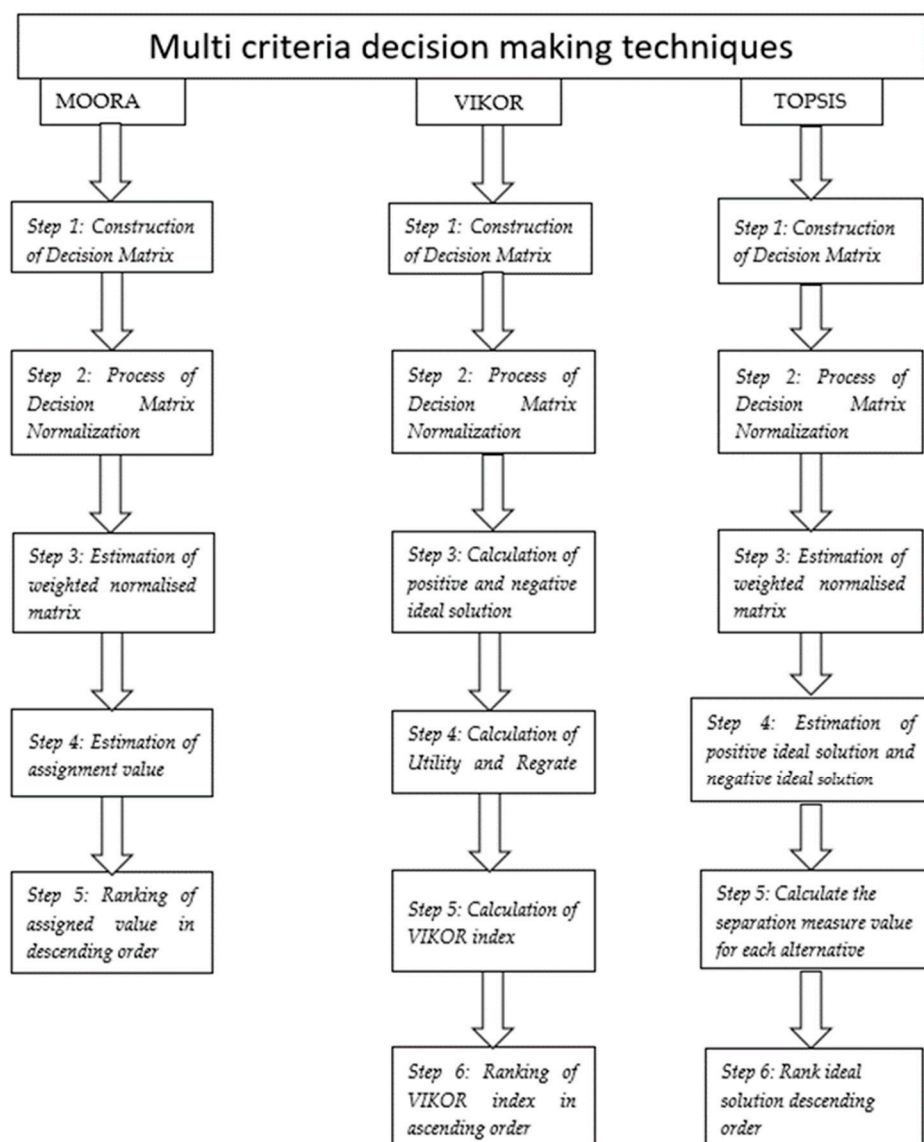 Multi criteria decision making techniques
MOORA
Step 1: Construction
of Decision Matrix
Step 2: Process of
Decision Matrix
Normalization
Step 3: Estimation of
weighted normalised
matrix
Step 4: Estimation of
assignment value
Step 5: Ranking of
assigned value in
descending order
VIKOR
Step 1: Construction
of Decision Matrix
Step 2: Process of
Decision Matrix
Normalization
Step 3: Calculation of
positive and negative
ideal solution
Step 4: Calculation of
Utility and Regrate
Step 5: Calculation of
VIKOR index
Step 6: Ranking of
VIKOR index in
ascending order
TOPSIS
Step 1: Construction
of Decision Matrix
Step 2: Process of
Decision Matrix
Normalization
Step 3: Estimation of
weighted normalised
matrix
Step 4: Estimation of
positive ideal solution and
negative ideal solution
Step 5: Calculate the
separation measure value
for each alternative
Step 6: Rank ideal
solution descending
order